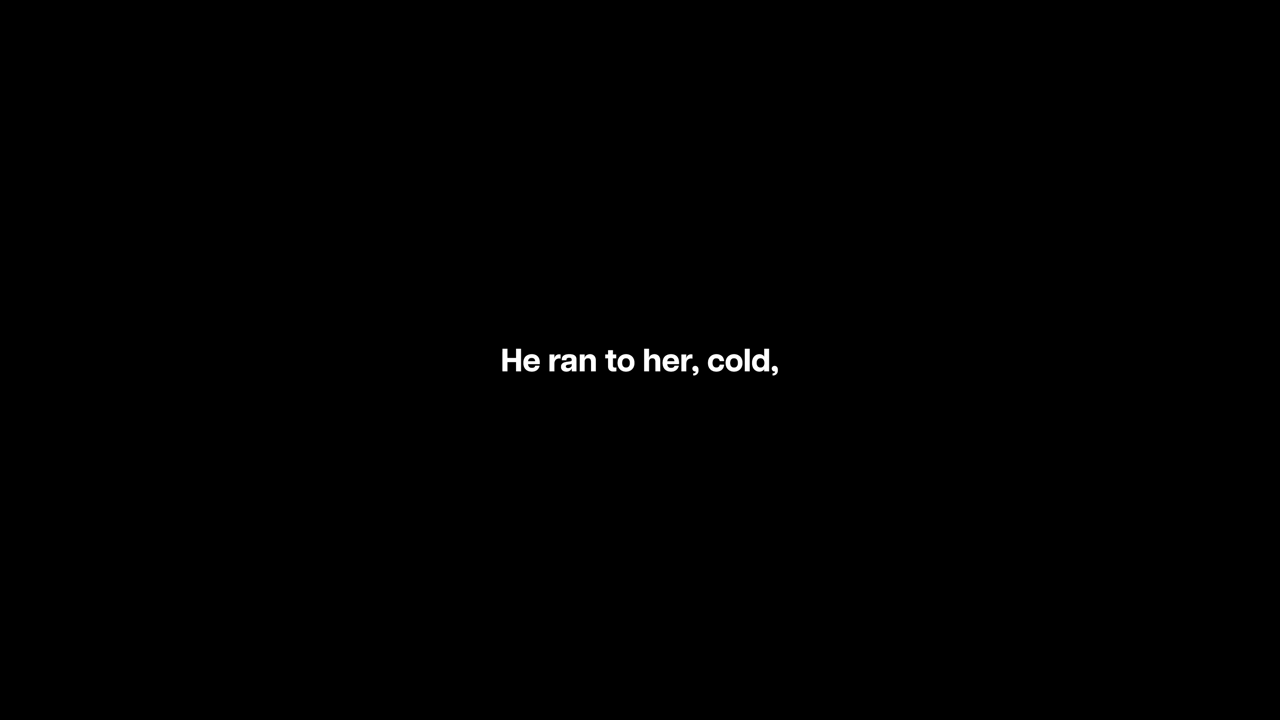 He ran to her, cold,